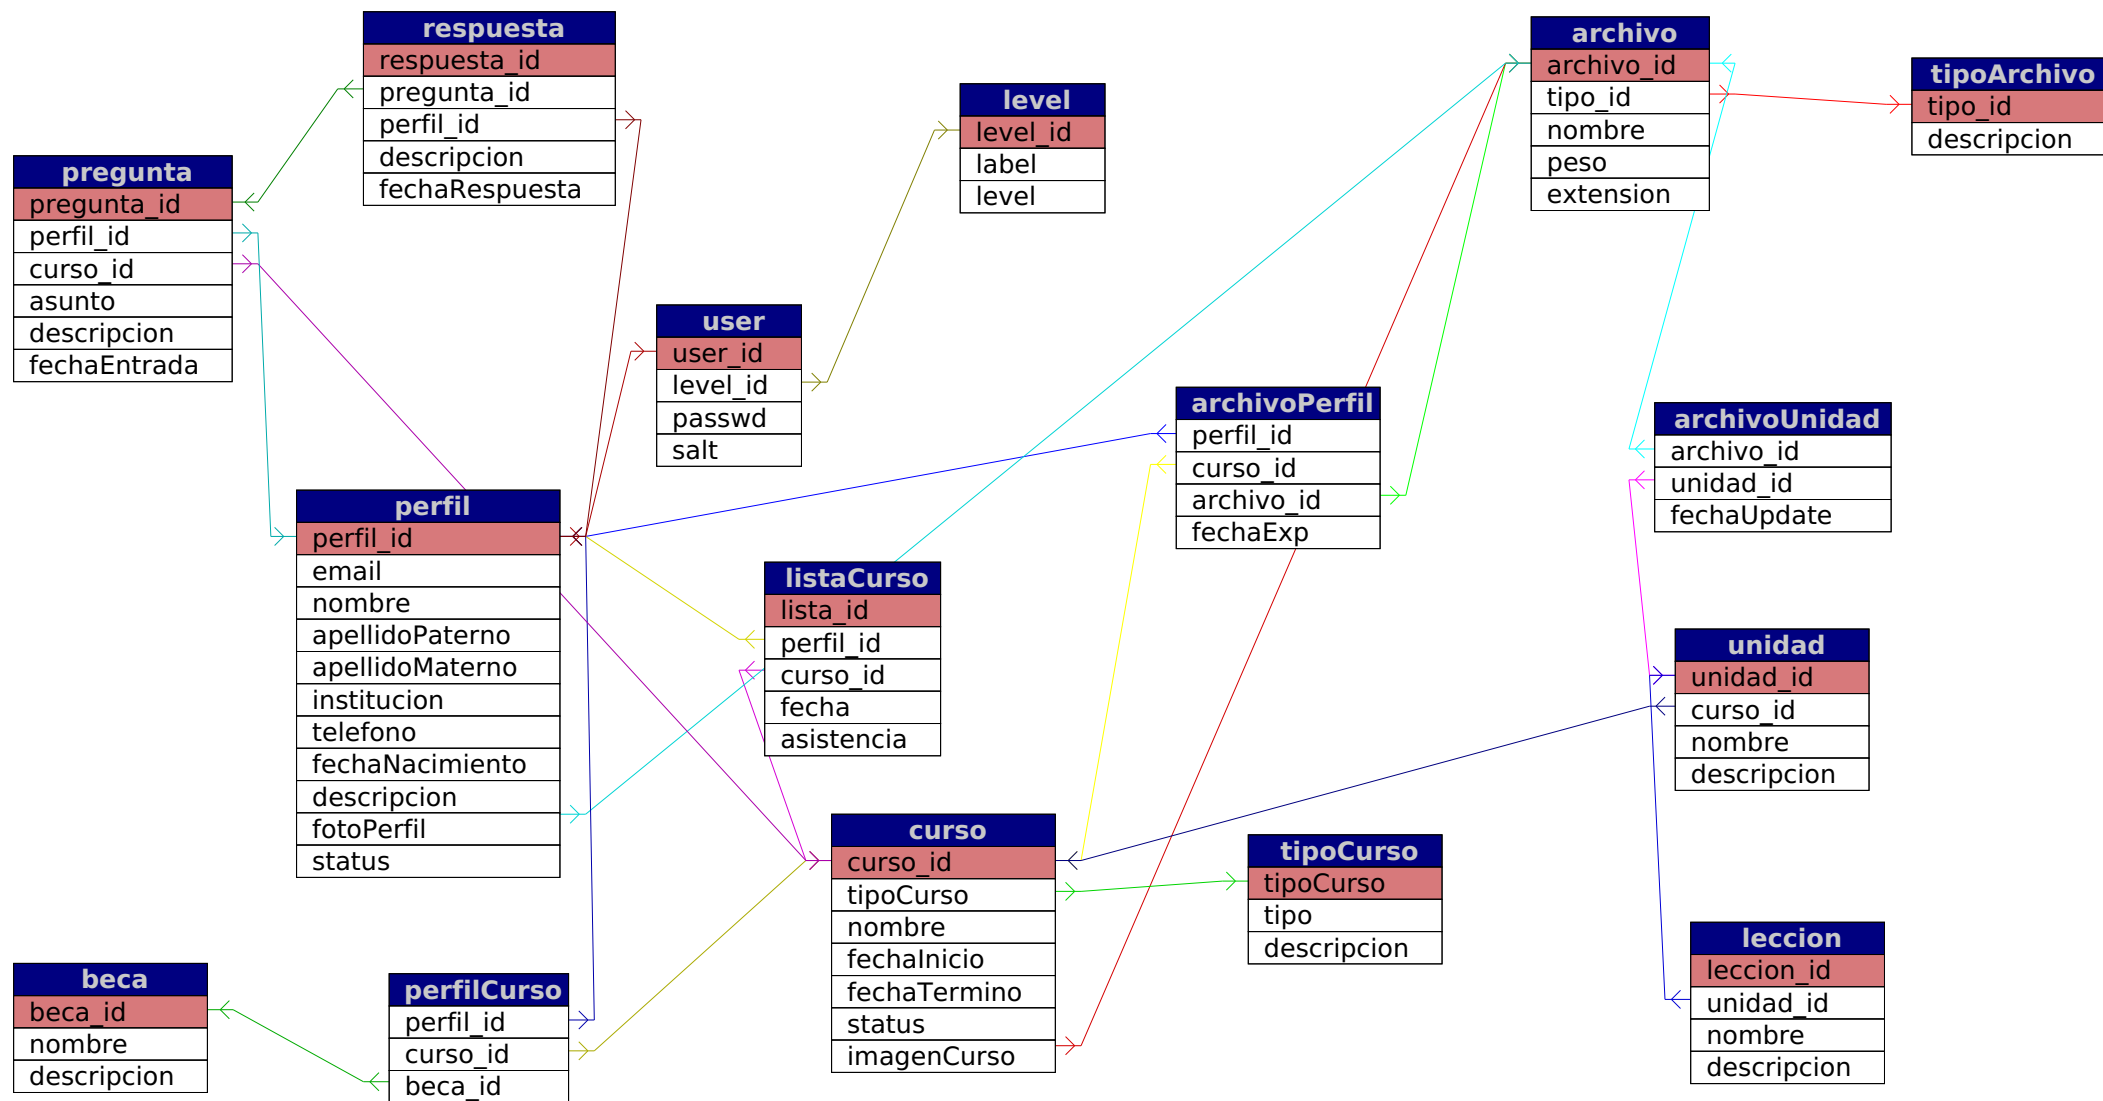 respuesta
respuesta_id
pregunta_id
perfil_id
descripcion
fechaRespuesta
archivo
archivo_id
tipo_id
nombre
peso
extension
tipoArchivo
tipo_id
descripcion
level
level_id
label
level
pregunta
pregunta_id
perfil_id
curso_id
asunto
descripcion
fechaEntrada
user
user_id
level_id
passwd
salt
archivoPerfil
perfil_id
curso_id
archivo_id
fechaExp
archivoUnidad
archivo_id
unidad_id
fechaUpdate
perfil
perfil_id
email
nombre
apellidoPaterno
apellidoMaterno
institucion
telefono
fechaNacimiento
descripcion
fotoPerfil
status
listaCurso
lista_id
perfil_id
curso_id
fecha
asistencia
unidad
unidad_id
curso_id
nombre
descripcion
curso
curso_id
tipoCurso
nombre
fechaInicio
fechaTermino
status
imagenCurso
tipoCurso
tipoCurso
tipo
descripcion
leccion
leccion_id
unidad_id
nombre
descripcion
beca
beca_id
nombre
descripcion
perfilCurso
perfil_id
curso_id
beca_id